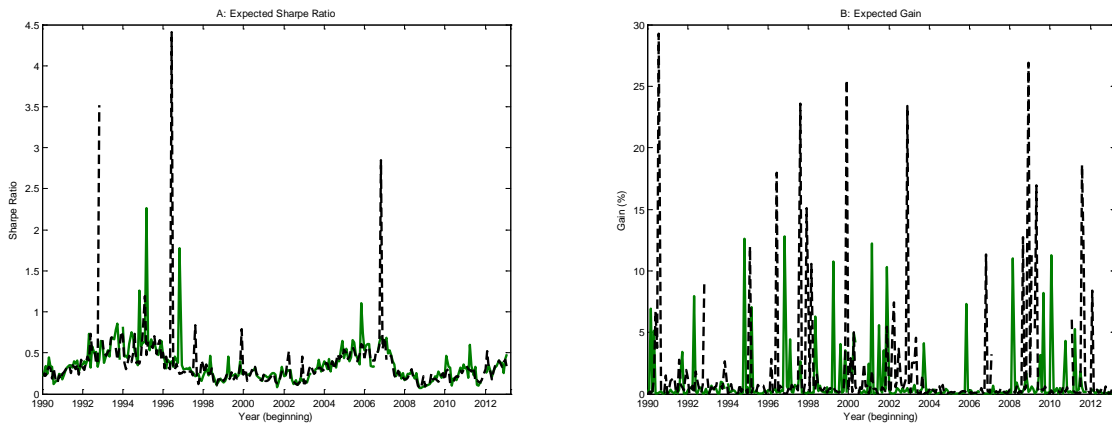 A: Expected Sharpe Ratio
4.5
4
3.5
3
2.5
2
1.5
1
0.5
0
Sharpe Ratio
1990 1992 1994 1996 1998 2000 2002 2004 2006 2008 2010 2012
Year (beginning)
B: Expected Gain
30
25
20
15
10
5
0
Gain (%)
1990 1992 1994 1996 1998 2000 2002 2004 2006 2008 2010 2012
Year (beginning)